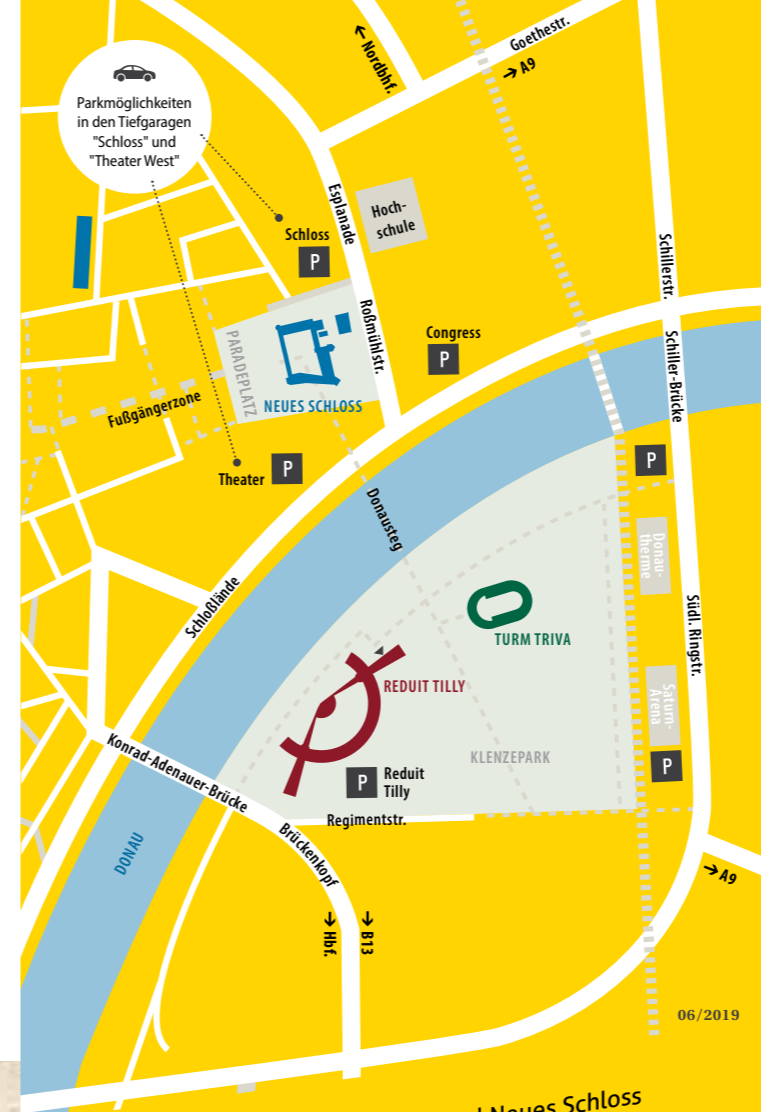 ← Nordbhf.
Goethestr.
→ A9
Parkmöglichkeiten
in den Tiefgaragen
"Schloss" und
"Theater West"
Esplanade
Hoch-
schule
Schloss
P
Schillerstr.
Roßmühlstr.
Congress
P
Schiller-Brücke
PARADEPLATZ
NEUES SCHLOSS
Fußgängerzone
Theater P
P
Donausteg
Donau-
therme
Schloßlände
TURM TRIVA
Südl. Ringstr.
REDUIT TILLY
Saturn-
Arena
P
KLENZEPARK
P Reduit
Tilly
Konrad-Adenauer-Brücke
Regimentstr.
DONAU
Brückenkopf
→ A9
→ Hbf.
→ B13
06/2019
Neues Schloss